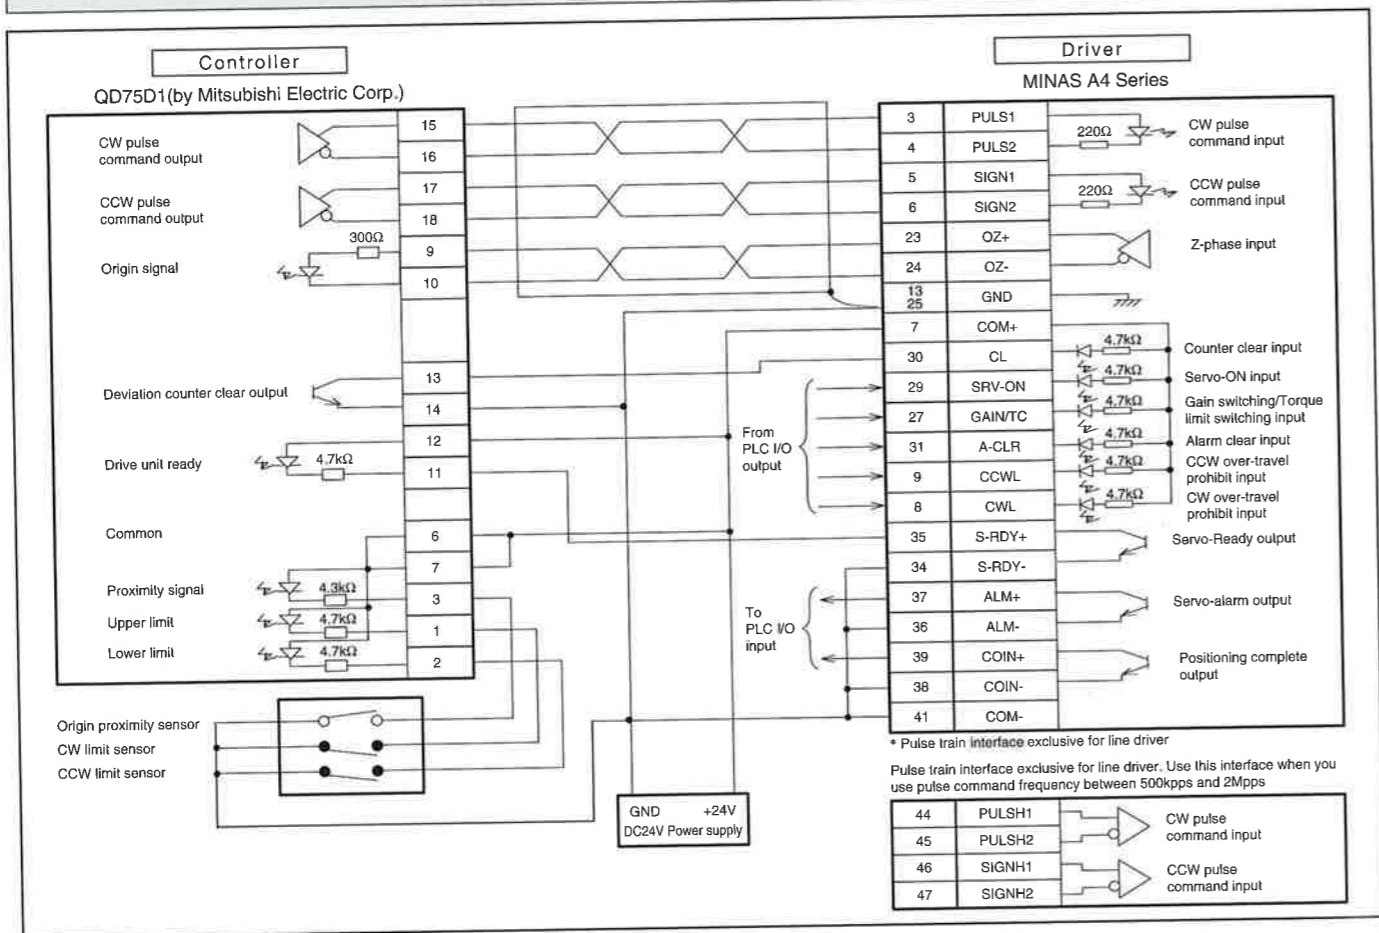 Controller
QD75D1(by Mitsubishi Electric Corp.)
CW pulse
command output
15
16
CCW pulse
command output
17
18
Origin signal
300Ω
9
10
Deviation counter clear output
13
14
Drive unit ready
4.7kΩ
12
11
Common
6
7
Proximity signal
4.3kΩ
3
Upper limit
4.7kΩ
1
Lower limit
4.7kΩ
2
Origin proximity sensor
CW limit sensor
CCW limit sensor
GND +24V
DC24V Power supply
From
PLC I/O
output
To
PLC I/O
input
Driver
MINAS A4 Series
3 PULS1
4 PULS2
220Ω
CW pulse
command input
5 SIGN1
6 SIGN2
220Ω
CCW pulse
command input
23 OZ+
24 OZ-
Z-phase input
13
25
GND
7 COM+
30 CL 4.7kΩ Counter clear input
29 SRV-ON 4.7kΩ Servo-ON input
27 GAIN/TC 4.7kΩ Gain switching/Torque
limit switching input
31 A-CLR 4.7kΩ Alarm clear input
9 CCWL 4.7kΩ CCW over-travel
prohibit input
8 CWL 4.7kΩ CW over-travel
prohibit input
35 S-RDY+ Servo-Ready output
34 S-RDY-
37 ALM+ Servo-alarm output
36 ALM-
39 COIN+ Positioning complete
output
38 COIN-
41 COM-
* Pulse train interface exclusive for line driver
Pulse train interface exclusive for line driver. Use this interface when you
use pulse command frequency between 500kpps and 2Mpps
44 PULSH1
45 PULSH2
CW pulse
command input
46 SIGNH1
47 SIGNH2
CCW pulse
command input